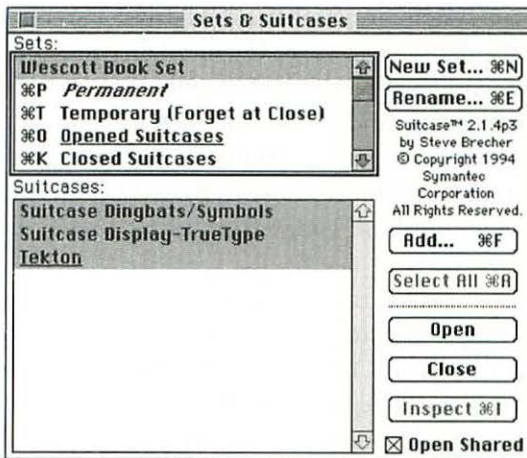 Sets & Suitcases
Sets:
Wescott Book Set
⌘P Permanent
⌘T Temporary (Forget at Close)
⌘O Opened Suitcases
⌘K Closed Suitcases
Suitcases:
Suitcase Dingbats/Symbols
Suitcase Display-TrueType
Tekton
New Set... ⌘N
Rename... ⌘E
Suitcase™ 2.1.4p3
by Steve Brecher
© Copyright 1994
Symantec
Corporation
All Rights Reserved.
Add... ⌘F
Select All ⌘A
Open
Close
Inspect ⌘I
Open Shared